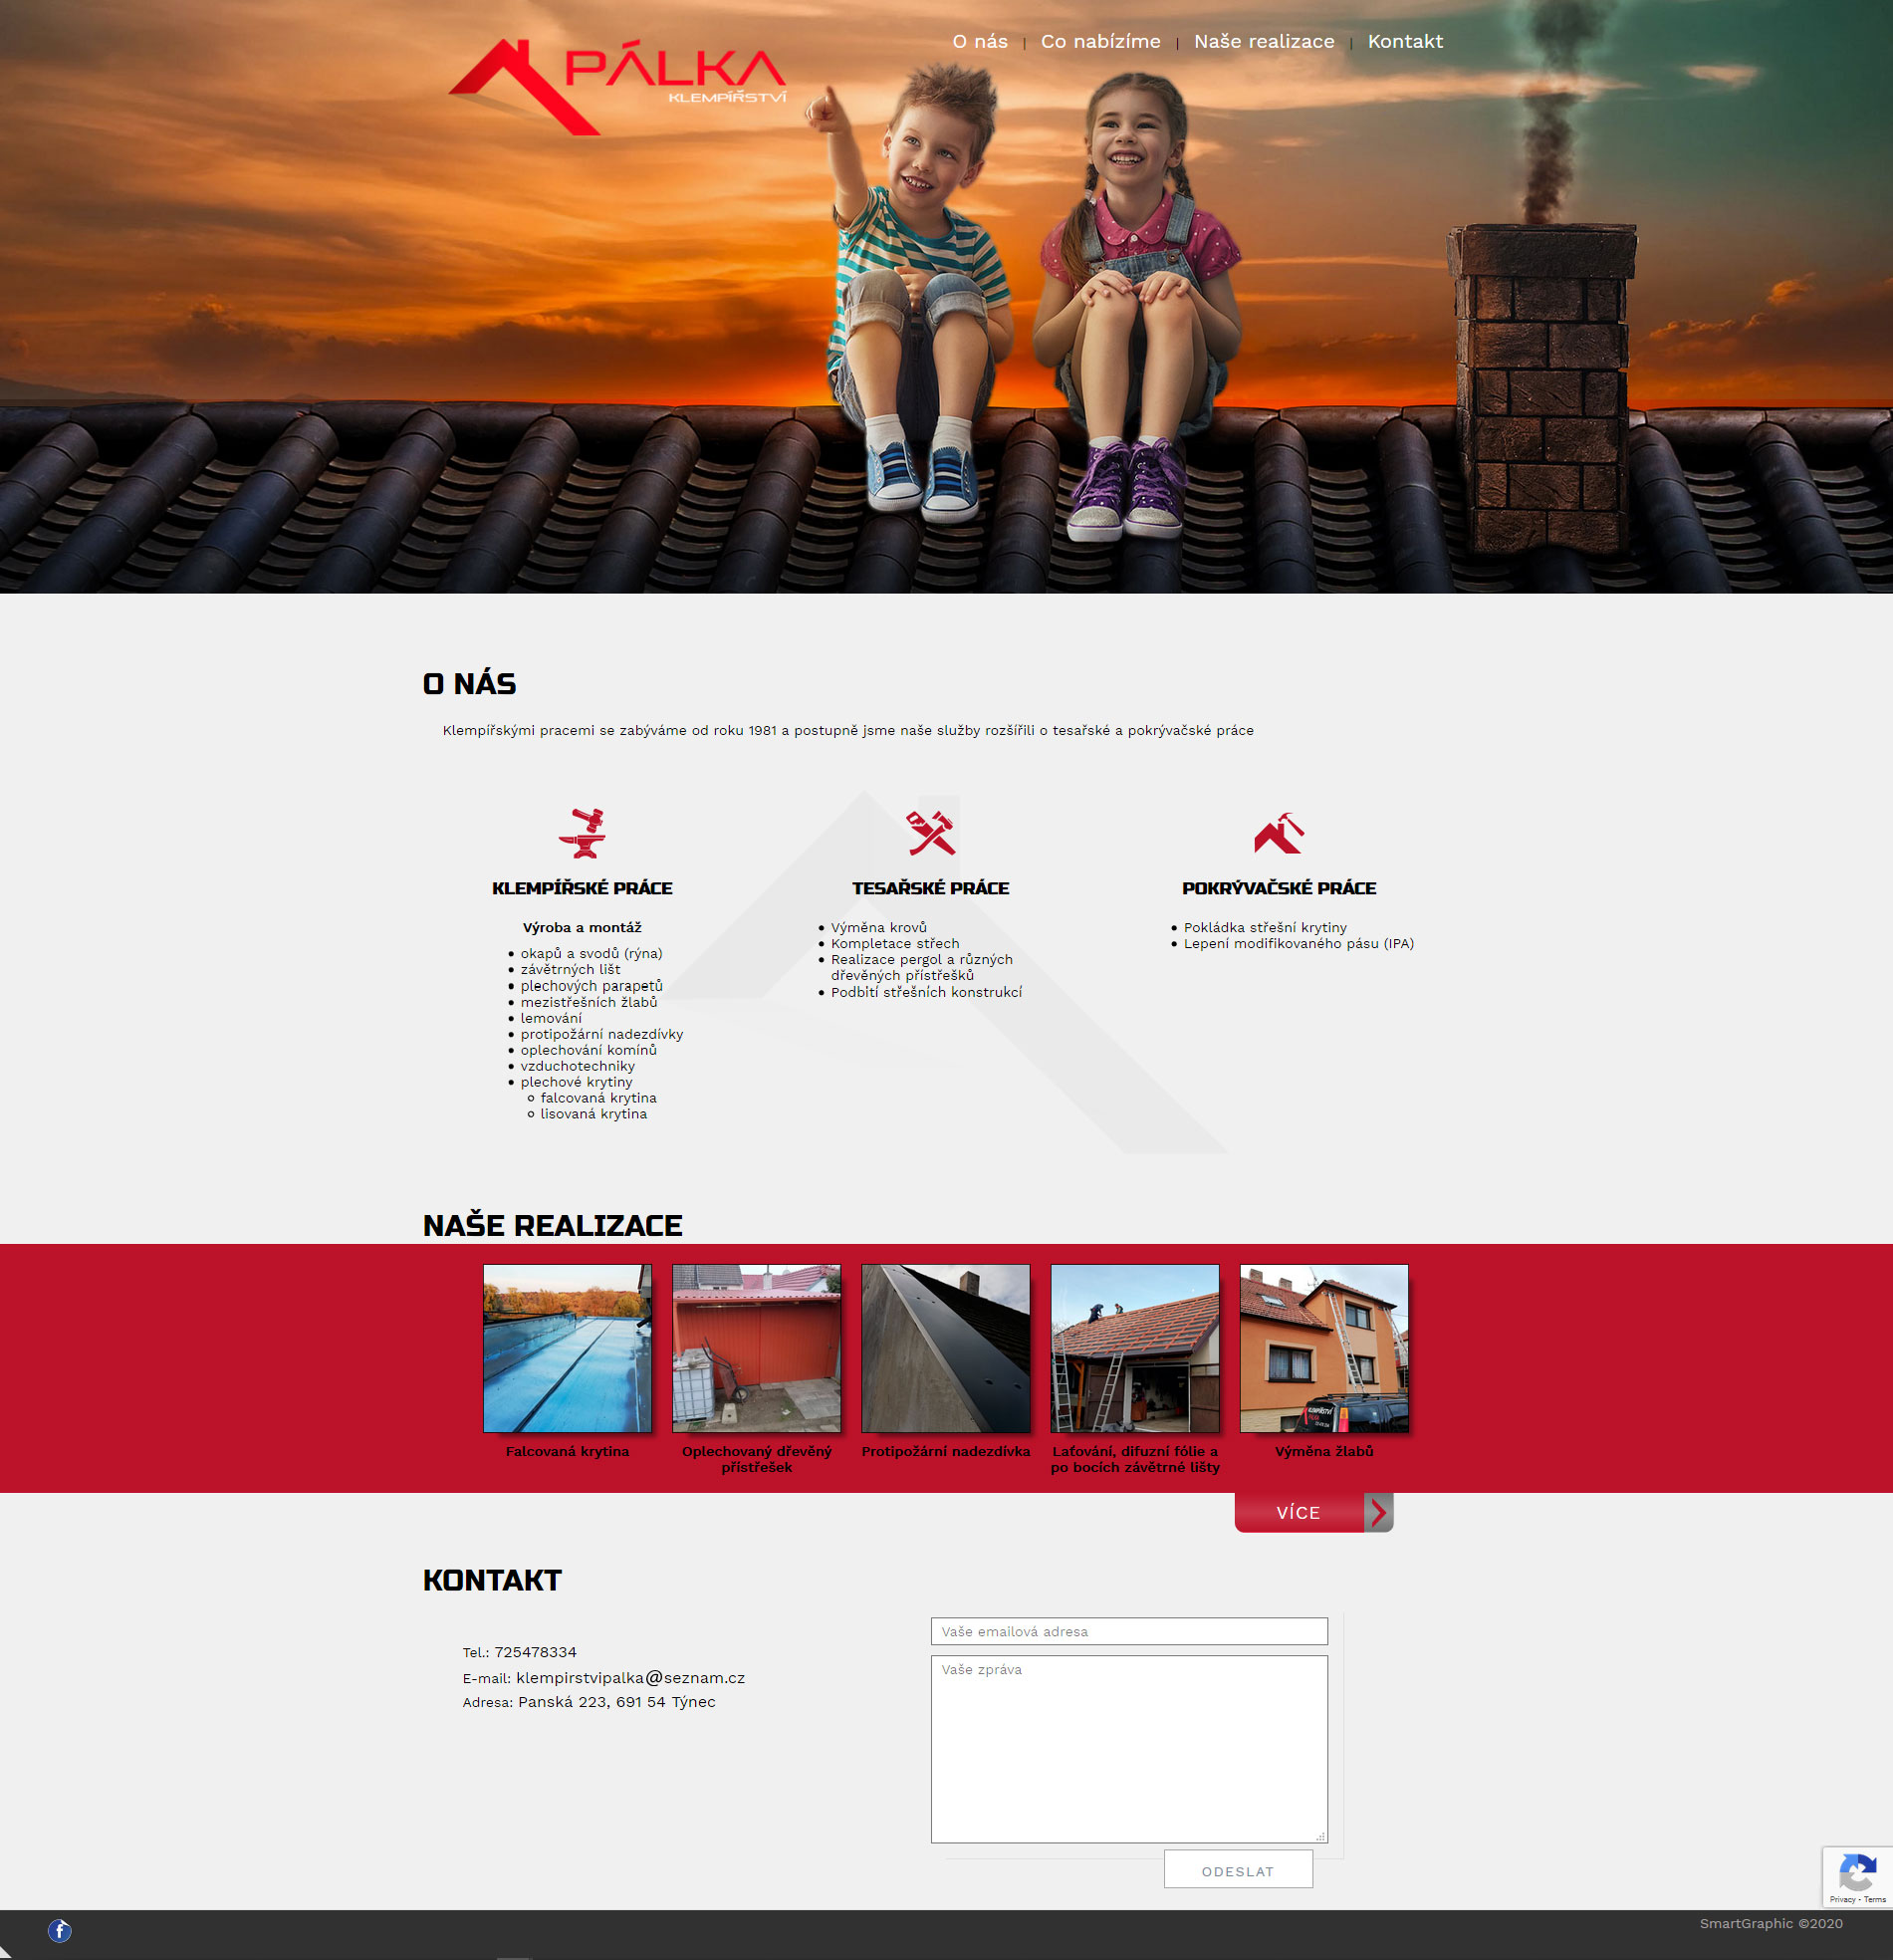 PÁLKA
KLEMPÍŘSTVÍ
O nás | Co nabízíme | Naše realizace | Kontakt
O NÁS
Klempířskými pracemi se zabýváme od roku 1981 a postupně jsme naše služby rozšířili o tesařské a pokrývačské práce
KLEMPÍŘSKÉ PRÁCE
Výroba a montáž
okapů a svodů (rýna)
závětrných lišt
plechových parapetů
mezistřešních žlabů
lemování
protipožární nadezdívky
oplechování komínů
vzduchotechniky
plechové krytiny
falcovaná krytina
lisovaná krytina
TESAŘSKÉ PRÁCE
Výměna krovů
Kompletace střech
Realizace pergol a různých
dřevěných přístřešků
Podbití střešních konstrukcí
POKRÝVAČSKÉ PRÁCE
Pokládka střešní krytiny
Lepení modifikovaného pásu (IPA)
NAŠE REALIZACE
Falcovaná krytina
Oplechovaný dřevěný
přístřešek
Protipožární nadezdívka
Laťování, difuzní fólie a
po bocích závětrné lišty
Výměna žlabů
VÍCE
KONTAKT
Tel.: 725478334
E-mail: klempirstvipalka@seznam.cz
Adresa: Panská 223, 691 54 Týnec
Vaše emailová adresa
Vaše zpráva
ODESLAT
Privacy - Terms
SmartGraphic ©2020